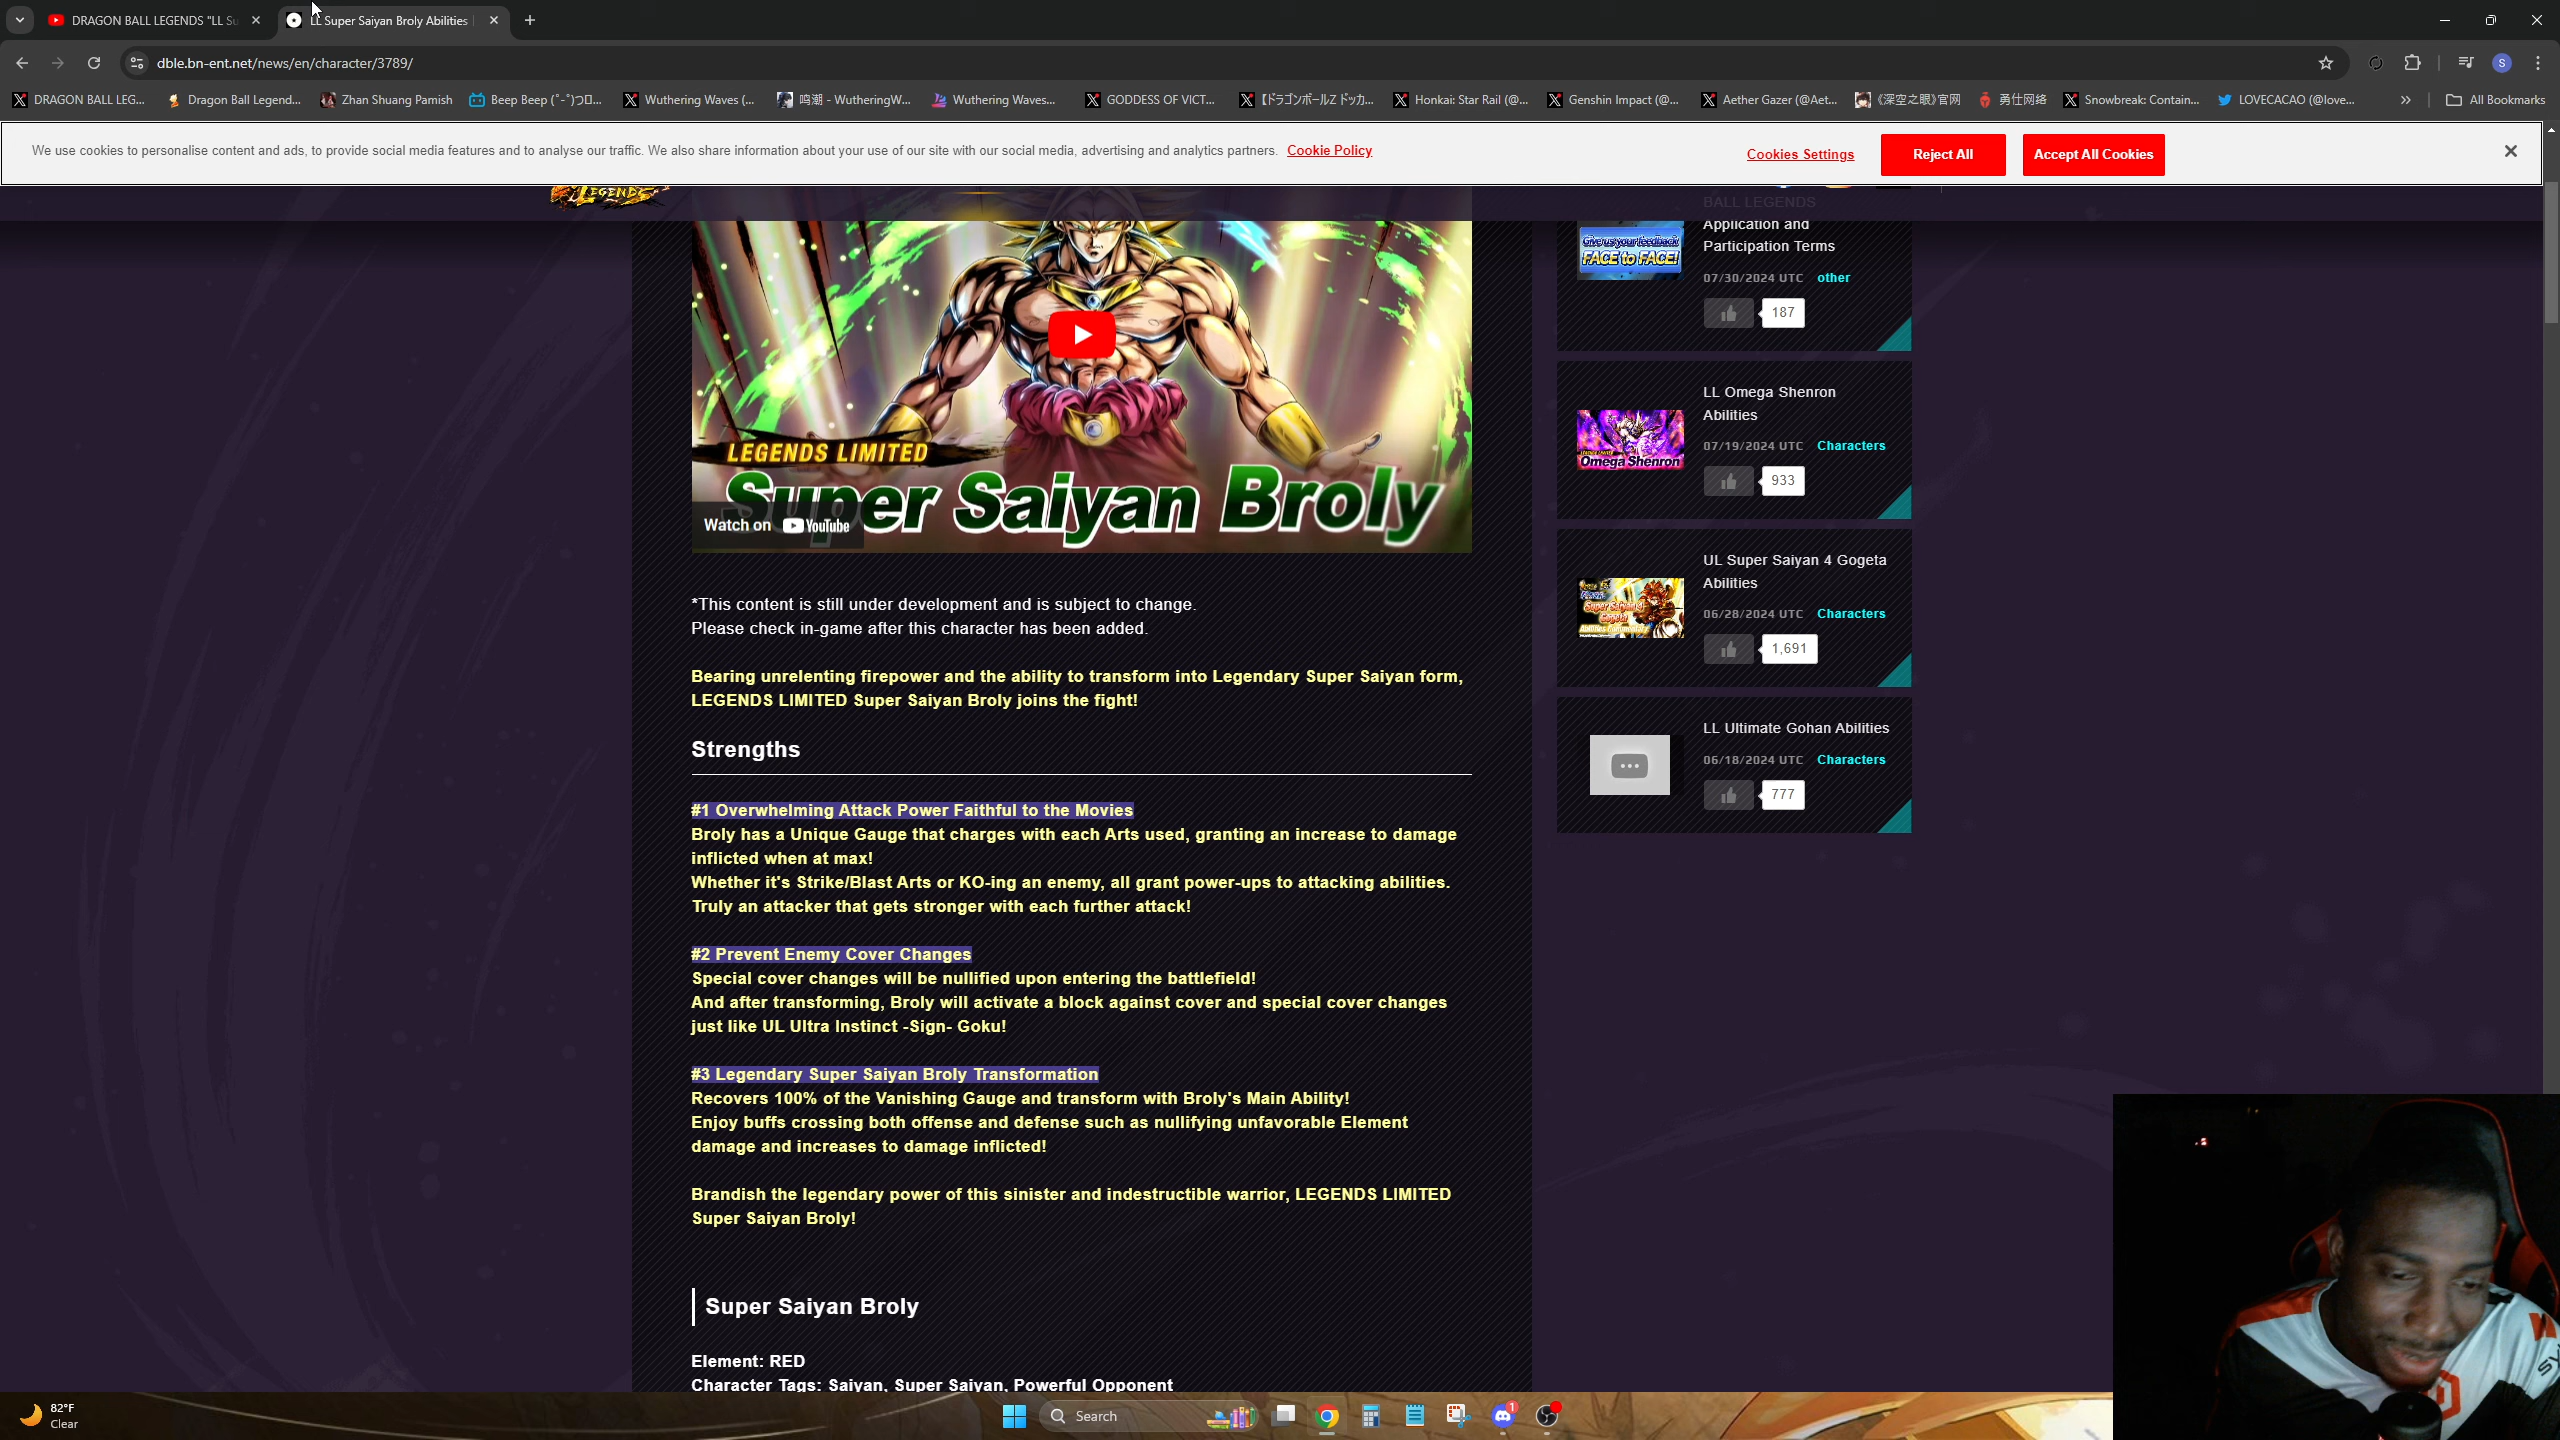 DRAGON BALL LEGENDS "LL Su
LL Super Saiyan Broly Abilities
dble.bn-ent.net/news/en/character/3789/
S
DRAGON BALL LEG...
Dragon Ball Legend...
Zhan Shuang Pamish
Beep Beep (゜-゜)つロ...
Wuthering Waves (...
鸣潮 - WutheringW...
Wuthering Waves...
GODDESS OF VICT...
【ドラゴンボールZ ドッカ...
Honkai: Star Rail (@...
Genshin Impact (@...
Aether Gazer (@Aet...
《深空之眼》官网
勇仕网络
Snowbreak: Contain...
LOVECACAO (@love...
»
All Bookmarks
We use cookies to personalise content and ads, to provide social media features and to analyse our traffic. We also share information about your use of our site with our social media, advertising and analytics partners. Cookie Policy
Cookies Settings
Reject All
Accept All Cookies
LEGENDS
LEGENDS LIMITED
Super Saiyan Broly
Watch on YouTube
*This content is still under development and is subject to change.
Please check in-game after this character has been added.
Bearing unrelenting firepower and the ability to transform into Legendary Super Saiyan form,
LEGENDS LIMITED Super Saiyan Broly joins the fight!
Strengths
#1 Overwhelming Attack Power Faithful to the Movies
Broly has a Unique Gauge that charges with each Arts used, granting an increase to damage
inflicted when at max!
Whether it's Strike/Blast Arts or KO-ing an enemy, all grant power-ups to attacking abilities.
Truly an attacker that gets stronger with each further attack!
#2 Prevent Enemy Cover Changes
Special cover changes will be nullified upon entering the battlefield!
And after transforming, Broly will activate a block against cover and special cover changes
just like UL Ultra Instinct -Sign- Goku!
#3 Legendary Super Saiyan Broly Transformation
Recovers 100% of the Vanishing Gauge and transform with Broly's Main Ability!
Enjoy buffs crossing both offense and defense such as nullifying unfavorable Element
damage and increases to damage inflicted!
Brandish the legendary power of this sinister and indestructible warrior, LEGENDS LIMITED
Super Saiyan Broly!
Super Saiyan Broly
Element: RED
Character Tags: Saiyan, Super Saiyan, Powerful Opponent
BALL LEGENDS
Application and
Participation Terms
Give us your feedback
FACE to FACE!
07/30/2024 UTC other
187
LL Omega Shenron
Abilities
Omega Shenron
07/19/2024 UTC Characters
933
UL Super Saiyan 4 Gogeta
Abilities
Super Saiyan 4
Gogeta
06/28/2024 UTC Characters
1,691
LL Ultimate Gohan Abilities
06/18/2024 UTC Characters
777
82°F
Clear
Search
1